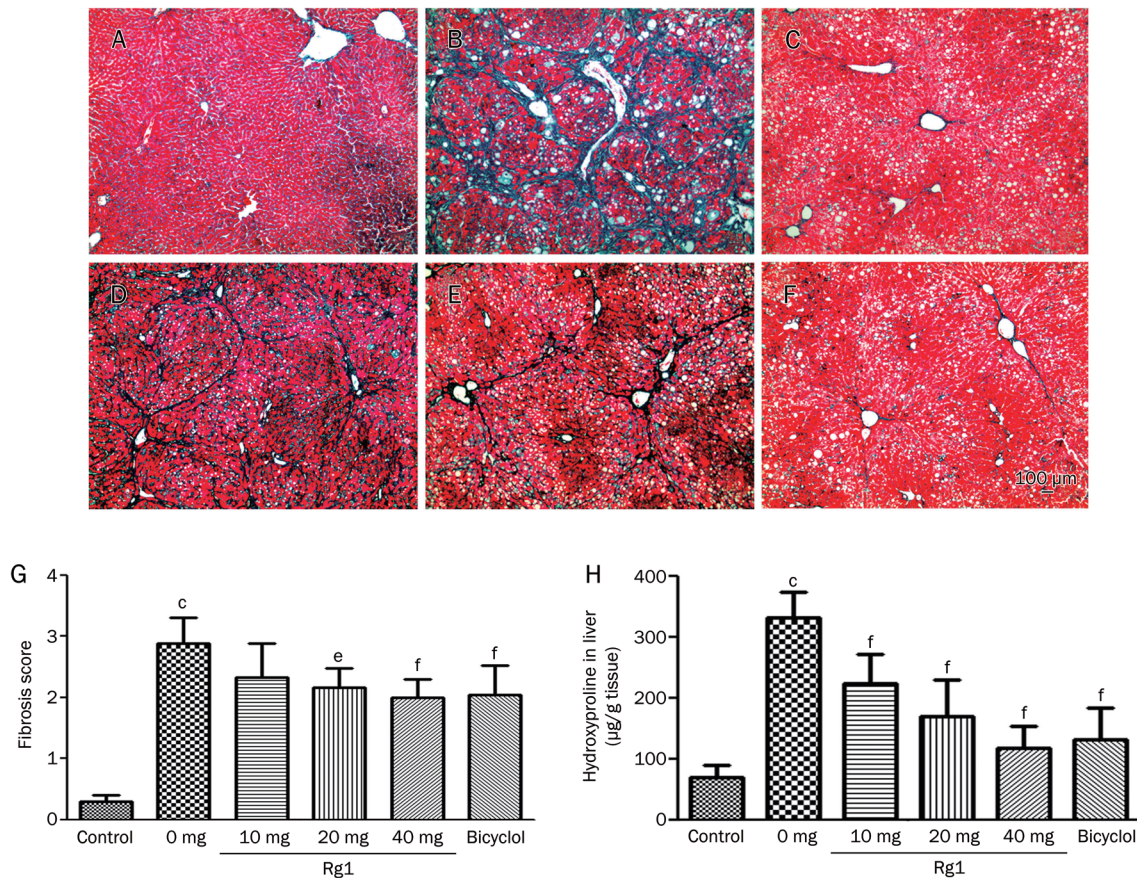 A
B
C
D
E
F
100 μm
G
Fibrosis score
4
3
2
1
0
c
e
f
f
Control
0 mg
10 mg
20 mg
40 mg
Bicyclol
Rg1
H
Hydroxyproline in liver
(μg/g tissue)
400
300
200
100
0
c
f
f
f
f
Control
0 mg
10 mg
20 mg
40 mg
Bicyclol
Rg1